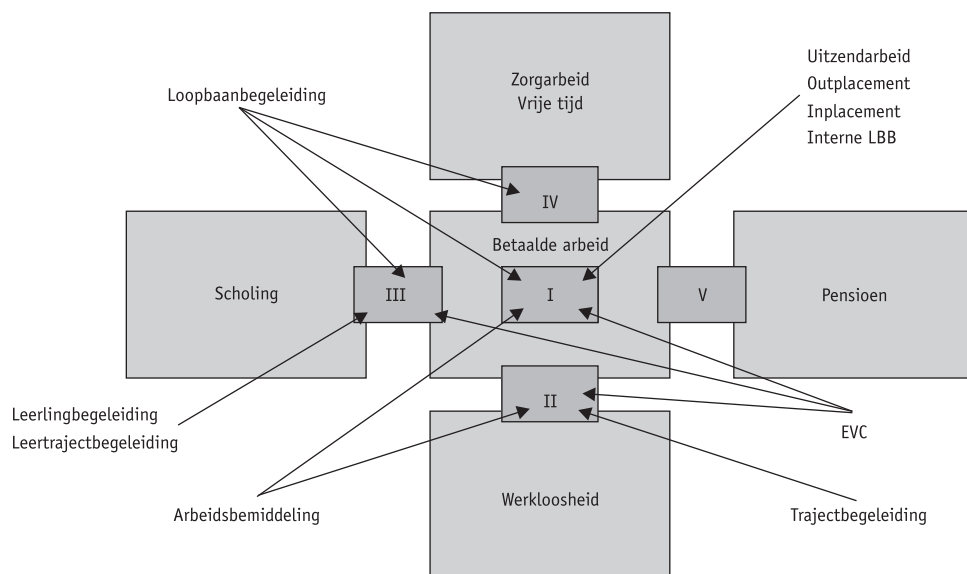 Zorgarbeid
Vrije tijd
Uitzendarbeid
Outplacement
Inplacement
Interne LBB
Loopbaanbegeleiding
IV
Betaalde arbeid
Scholing
III
I
V
Pensioen
II
Leerlingbegeleiding
Leertrajectbegeleiding
EVC
Werkloosheid
Arbeidsbemiddeling
Trajectbegeleiding